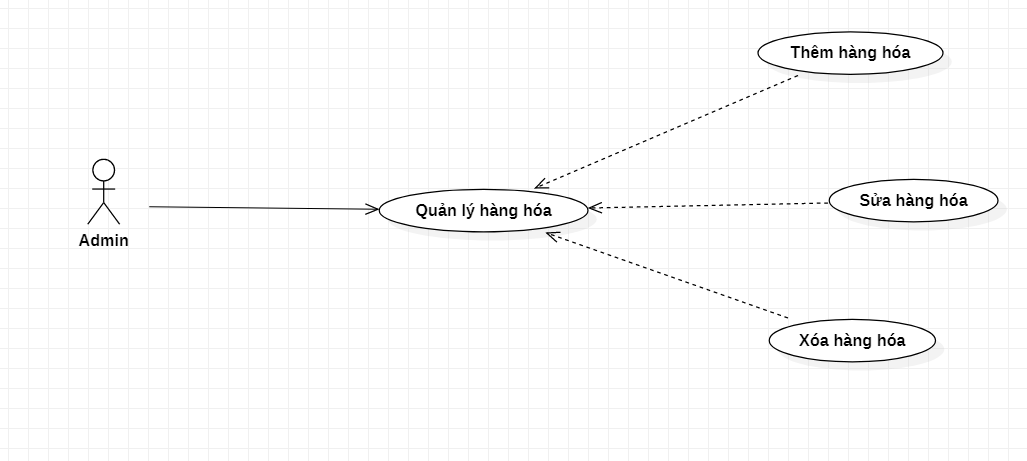 Thêm hàng hóa
Admin
Quản lý hàng hóa
Sửa hàng hóa
Xóa hàng hóa